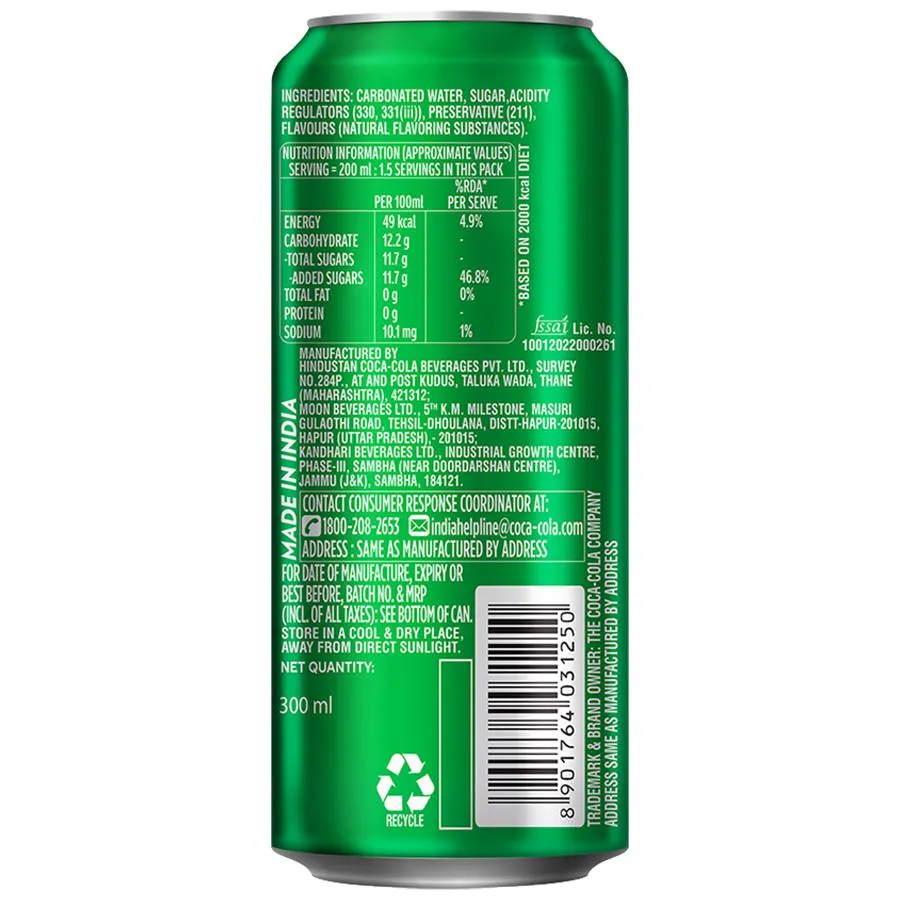 INGREDIENTS: CARBONATED WATER, SUGAR,ACIDITY
REGULATORS (330, 331(iii)), PRESERVATIVE (211),
FLAVOURS (NATURAL FLAVORING SUBSTANCES).
NUTRITION INFORMATION (APPROXIMATE VALUES)
SERVING = 200 ml : 1.5 SERVINGS IN THIS PACK
PER 100ml %RDA* PER SERVE
ENERGY 49 kcal 4.9%
CARBOHYDRATE 12.2 g -
-TOTAL SUGARS 11.7 g -
-ADDED SUGARS 11.7 g 46.8%
TOTAL FAT 0 g 0%
PROTEIN 0 g -
SODIUM 10.1 mg 1%
*BASED ON 2000 kcal DIET
fssai Lic. No.
10012022000261
MADE IN INDIA
MANUFACTURED BY
HINDUSTAN COCA-COLA BEVERAGES PVT. LTD., SURVEY
NO.284P., AT AND POST KUDUS, TALUKA WADA, THANE
(MAHARASHTRA), 421312;
MOON BEVERAGES LTD., 5TH K.M. MILESTONE, MASURI
GULAOTHI ROAD, TEHSIL-DHOULANA, DISTT-HAPUR-201015,
HAPUR (UTTAR PRADESH),- 201015;
KANDHARI BEVERAGES LTD., INDUSTRIAL GROWTH CENTRE,
PHASE-III, SAMBHA (NEAR DOORDARSHAN CENTRE),
JAMMU (J&K), SAMBHA, 184121.
CONTACT CONSUMER RESPONSE COORDINATOR AT:
1800-208-2653 indiahelpline@coca-cola.com
ADDRESS : SAME AS MANUFACTURED BY ADDRESS
FOR DATE OF MANUFACTURE, EXPIRY OR
BEST BEFORE, BATCH NO. & MRP
(INCL. OF ALL TAXES): SEE BOTTOM OF CAN.
STORE IN A COOL & DRY PLACE,
AWAY FROM DIRECT SUNLIGHT.
NET QUANTITY:
300 ml
RECYCLE
8 901764 031250
TRADEMARK & BRAND OWNER: THE COCA-COLA COMPANY
ADDRESS SAME AS MANUFACTURED BY ADDRESS